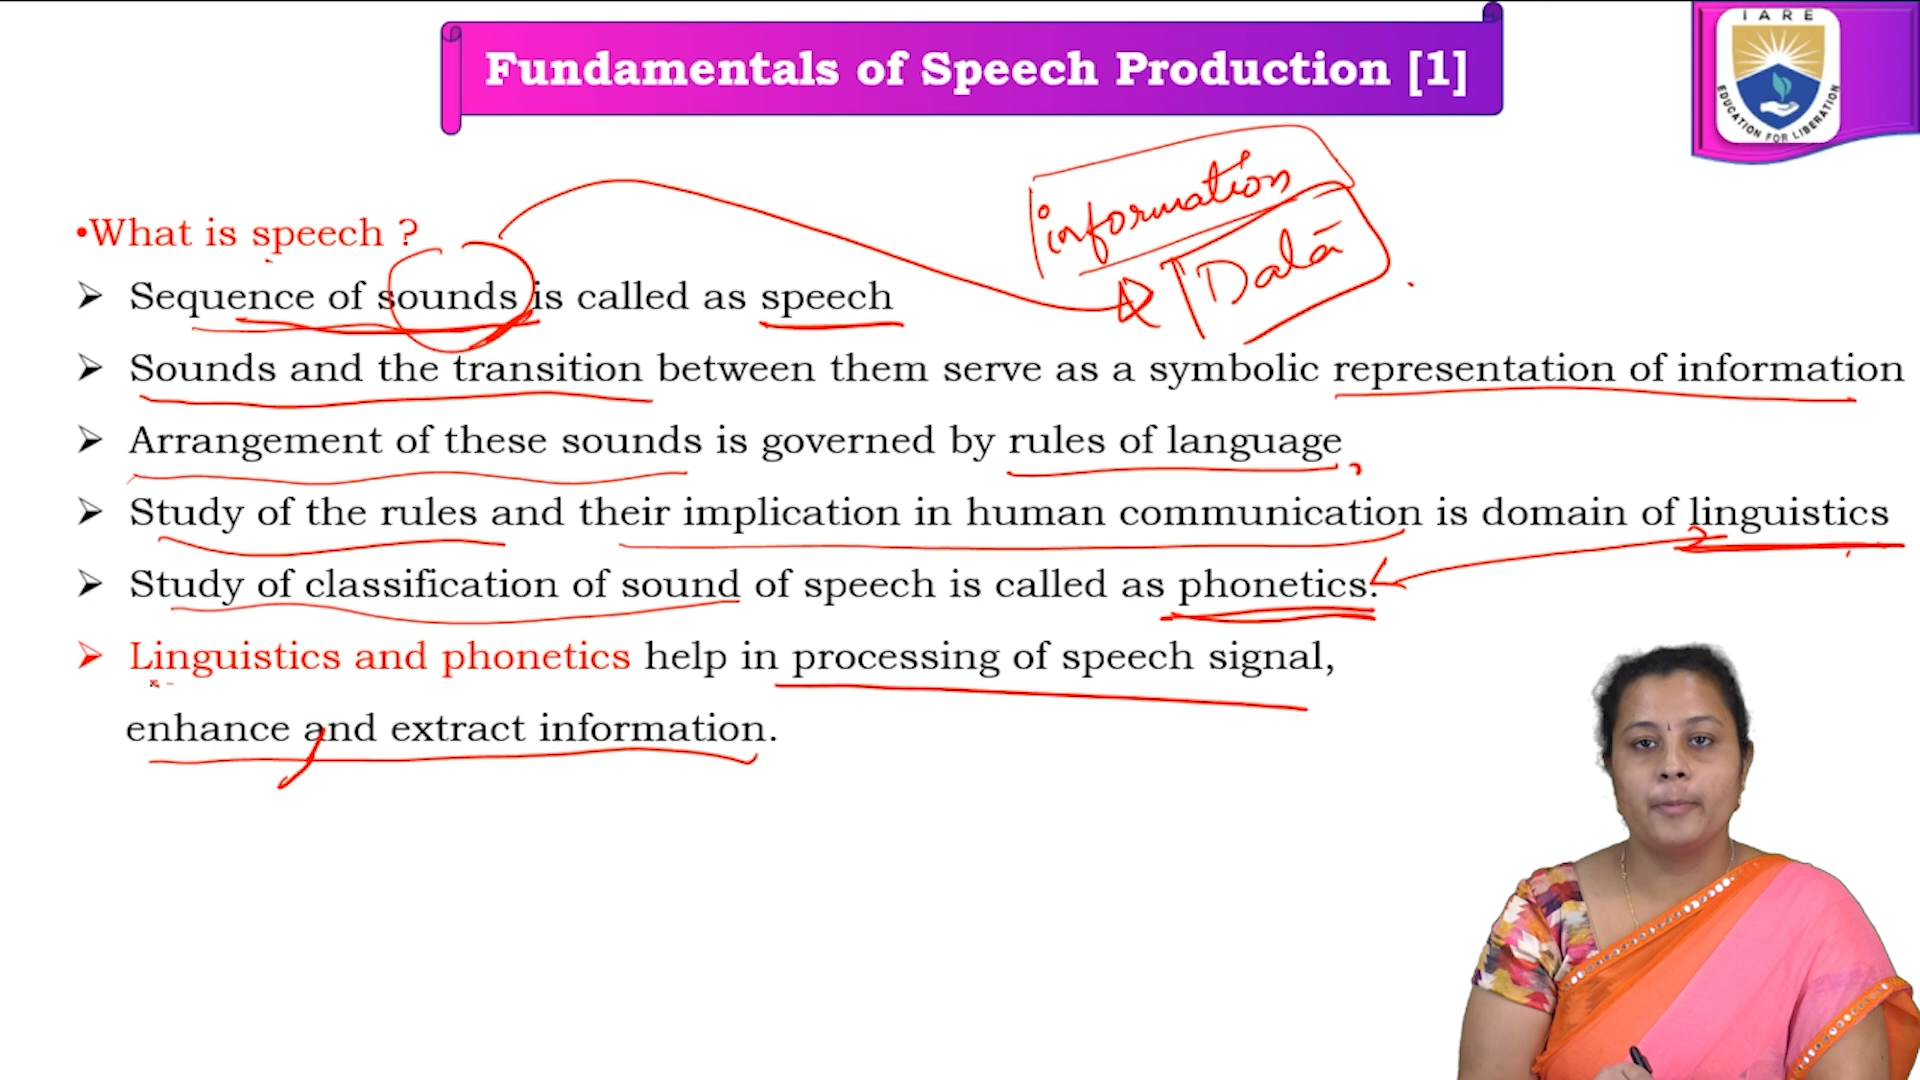 Fundamentals of Speech Production [1]
IARE
EDUCATION FOR LIBERATION
information
Data
•What is speech ?
➢ Sequence of sounds is called as speech
➢ Sounds and the transition between them serve as a symbolic representation of information
➢ Arrangement of these sounds is governed by rules of language
➢ Study of the rules and their implication in human communication is domain of linguistics
➢ Study of classification of sound of speech is called as phonetics.
➢ Linguistics and phonetics help in processing of speech signal,
enhance and extract information.